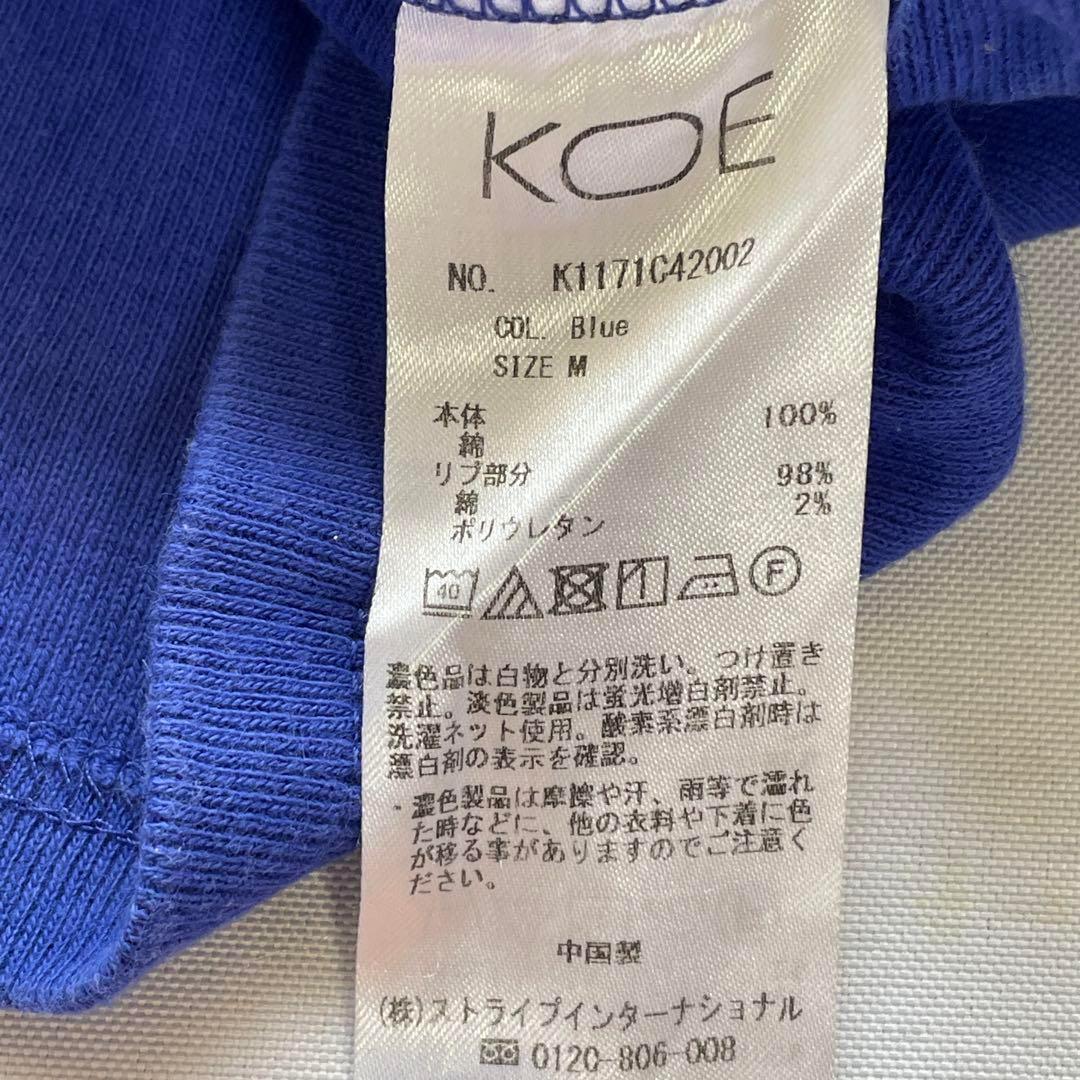 KOE
NO. K1171C42002
COL. Blue
SIZE M
本体 100%
綿
リブ部分 98%
綿 2%
ポリウレタン
40 F
濃色品は白物と分別洗い。つけ置き
禁止。淡色製品は蛍光増白剤禁止。
洗濯ネット使用。酸素系漂白剤時は
漂白剤の表示を確認。
・濃色製品は摩擦や汗、雨等で濡れ
た時などに、他の衣料や下着に色
が移る事がありますのでご注意く
ださい。
中国製
(株)ストライプインターナショナル
0120-806-008